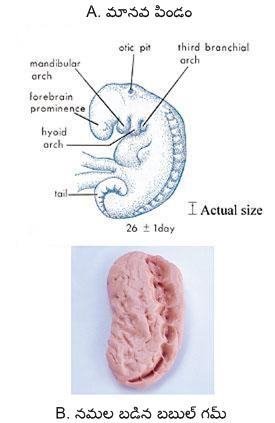 A. మానవ పిండం
otic pit
third branchial
arch
mandibular
arch
forebrain
prominence
hyoid
arch
tail
Actual size
26 ± 1day
B. నమల బడిన బబుల్ గమ్